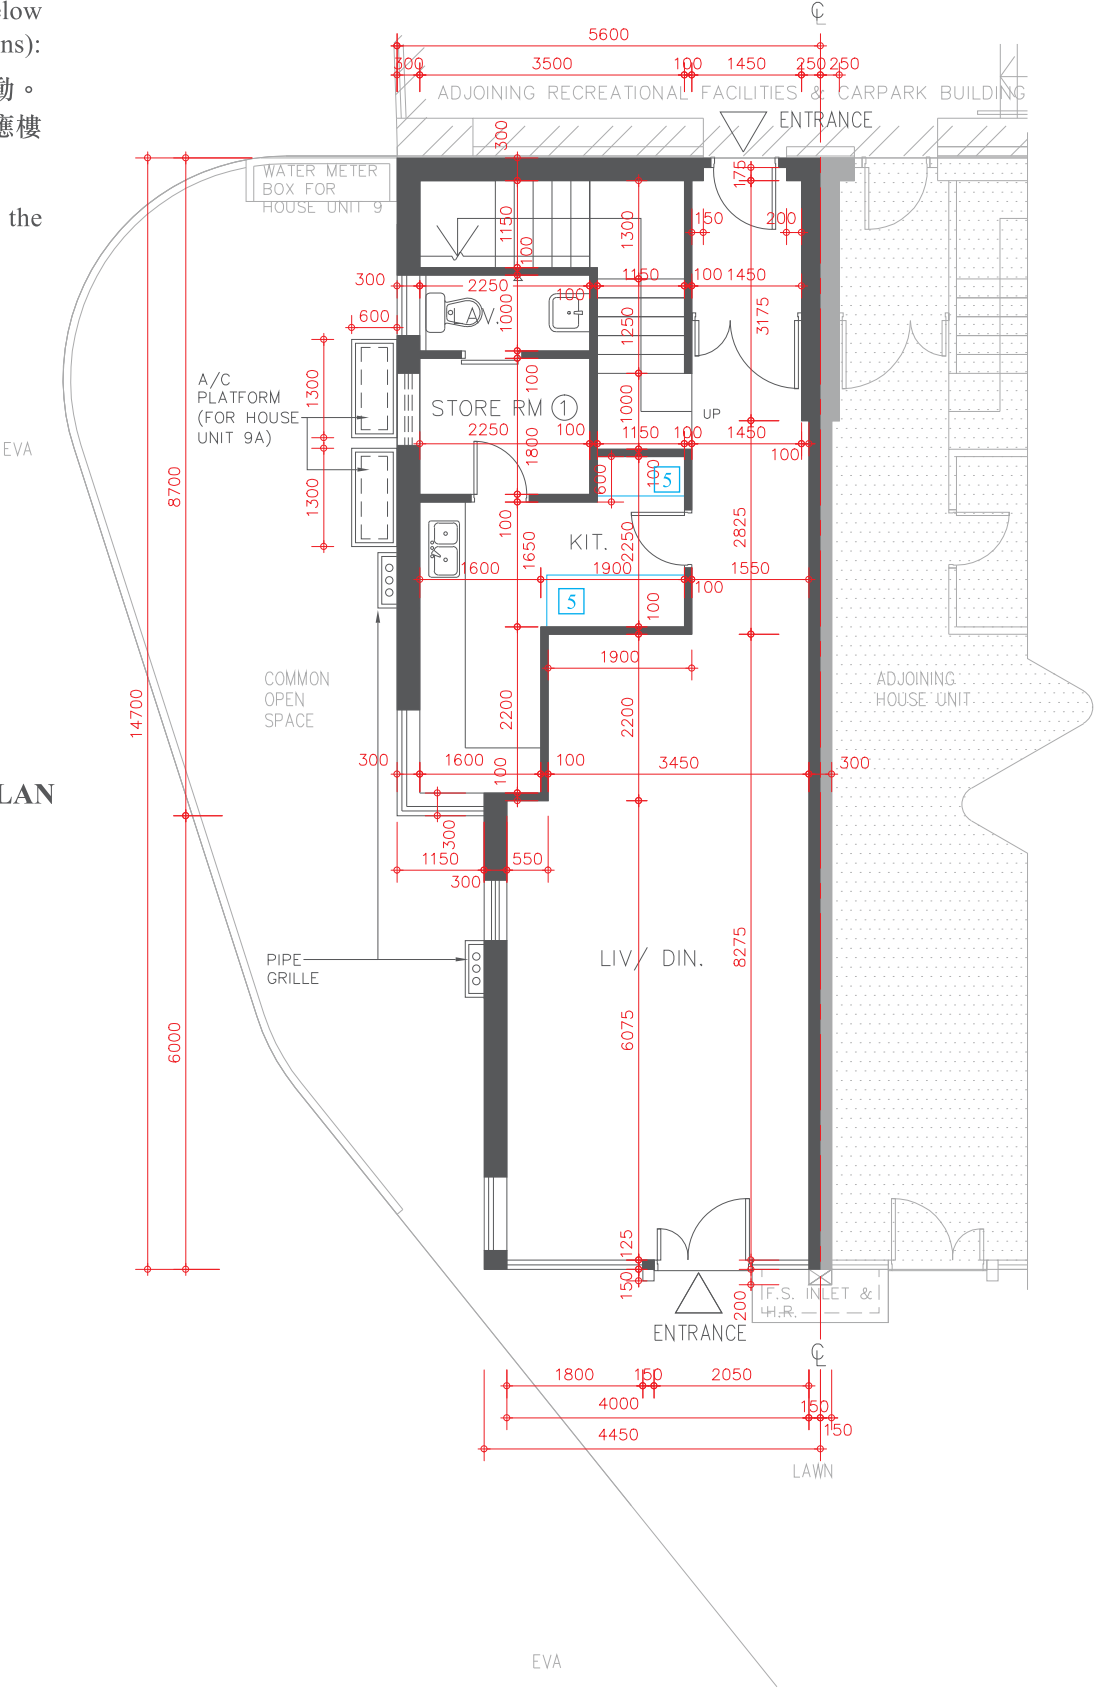 elow
ns):
動。
應樓
the
LAN
℄
5600
300
3500
100
1450
250
250
ADJOINING RECREATIONAL FACILITIES & CARPARK BUILDING
ENTRANCE
300
175
WATER METER
BOX FOR
HOUSE UNIT 9
1150
100
1300
150
200
300
2250
100
1150
100
1450
600
LAV.
1000
1250
3175
A/C
PLATFORM
(FOR HOUSE
UNIT 9A)
1300
100
STORE RM 1
1000
UP
2250
100
1150
100
1450
100
EVA
8700
1300
1800
600
100
5
100
1650
KIT.
2250
2825
1600
1900
100
1550
5
100
1900
COMMON
OPEN
SPACE
ADJOINING
HOUSE UNIT
14700
2200
2200
300
1600
100
100
3450
300
300
1150
300
550
PIPE
GRILLE
LIV/ DIN.
8275
6000
6075
125
150
200
F.S. INLET &
H.R.
ENTRANCE
℄
1800
150
2050
4000
150
150
4450
LAWN
EVA